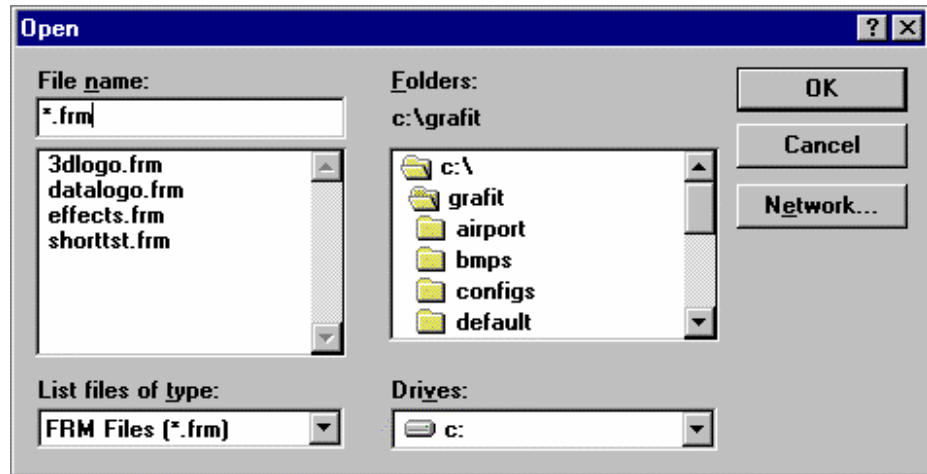 Open
File name:
*.frm
3dlogo.frm
datalogo.frm
effects.frm
shorttst.frm
List files of type:
FRM Files (*.frm)
Folders:
c:\grafit
c:\
grafit
airport
bmps
configs
default
Drives:
c:
OK
Cancel
Network...